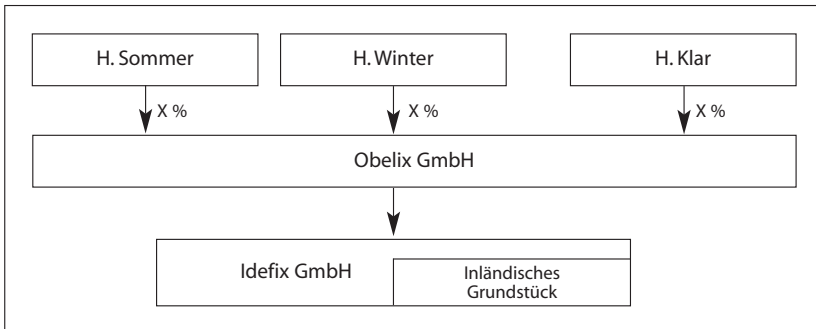 H. Sommer
H. Winter
H. Klar
X %
X %
X %
Obelix GmbH
Idefix GmbH
Inländisches
Grundstück